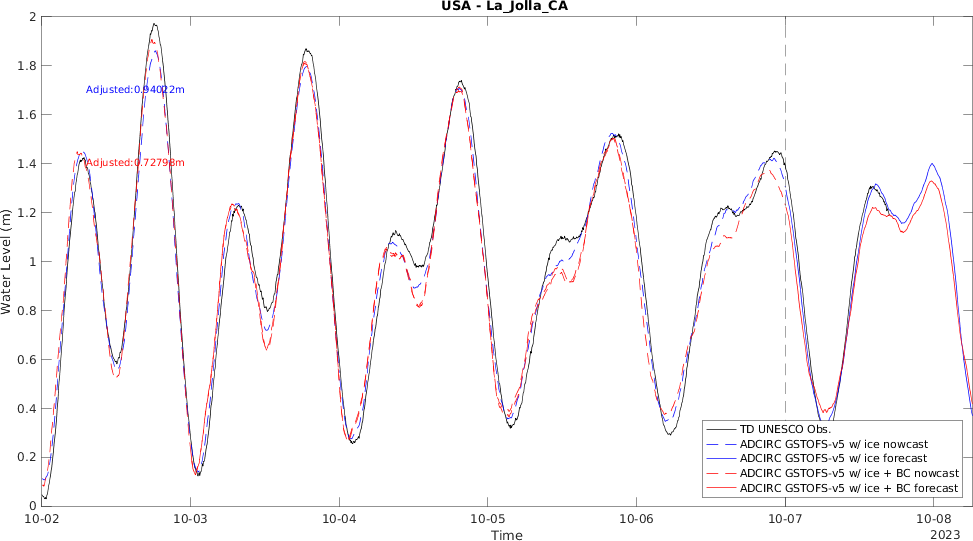 USA - La_Jolla_CA
2
1.8
1.6
1.4
1.2
1
0.8
0.6
0.4
0.2
0
Water Level (m)
Adjusted:0.94022m
Adjusted:0.72798m
TD UNESCO Obs.
ADCIRC GSTOFS-v5 w/ ice nowcast
ADCIRC GSTOFS-v5 w/ ice forecast
ADCIRC GSTOFS-v5 w/ ice + BC nowcast
ADCIRC GSTOFS-v5 w/ ice + BC forecast
10-02 10-03 10-04 10-05 10-06 10-07 10-08
Time
2023